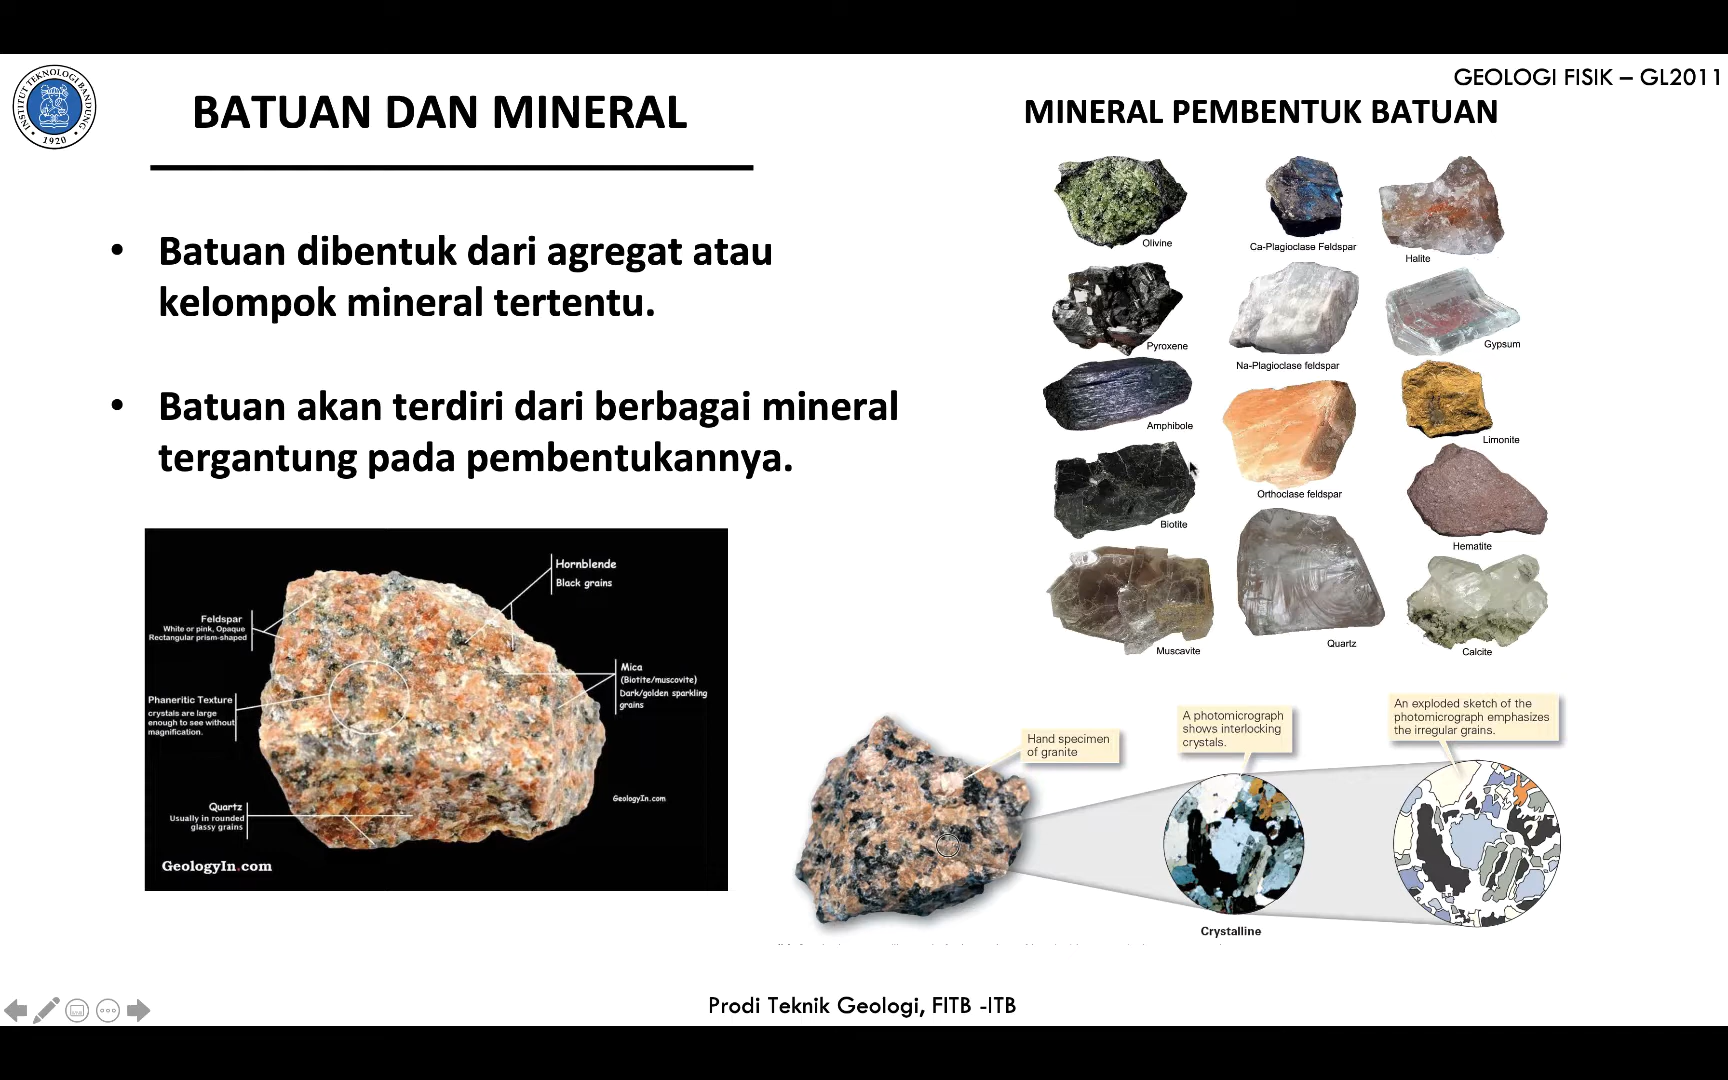 INSTITUT TEKNOLOGI BANDUNG
1920
GEOLOGI FISIK – GL2011
BATUAN DAN MINERAL
• Batuan dibentuk dari agregat atau
kelompok mineral tertentu.
• Batuan akan terdiri dari berbagai mineral
tergantung pada pembentukannya.
Hornblende
Black grains
Feldspar
White or pink, Opaque
Rectangular prism-shaped
Mica
(Biotite/muscovite)
Dark/golden sparkling
grains
Phaneritic Texture
crystals are large
enough to see without
magnification.
Quartz
Usually in rounded
glassy grains
GeologyIn.com
GeologyIn.com
MINERAL PEMBENTUK BATUAN
Olivine
Ca-Plagioclase Feldspar
Halite
Pyroxene
Na-Plagioclase feldspar
Gypsum
Amphibole
Orthoclase feldspar
Limonite
Biotite
Hematite
Muscavite
Quartz
Calcite
Hand specimen
of granite
A photomicrograph
shows interlocking
crystals.
An exploded sketch of the
photomicrograph emphasizes
the irregular grains.
Crystalline
Prodi Teknik Geologi, FITB -ITB